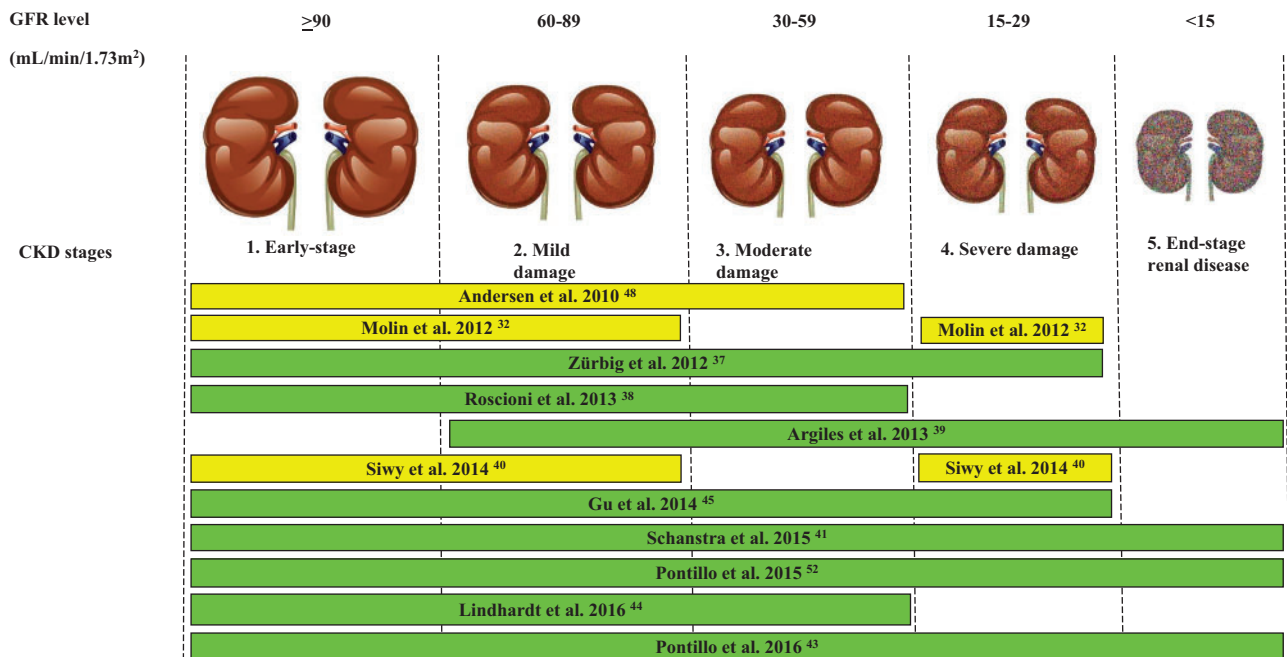 GFR level ≥90 60-89 30-59 15-29 <15
(mL/min/1.73m²)
CKD stages 1. Early-stage 2. Mild 3. Moderate 4. Severe damage 5. End-stage
damage damage renal disease
Andersen et al. 2010 ⁴⁸
Molin et al. 2012 ³² Molin et al. 2012 ³²
Zürbig et al. 2012 ³⁷
Roscioni et al. 2013 ³⁸
Argiles et al. 2013 ³⁹
Siwy et al. 2014 ⁴⁰ Siwy et al. 2014 ⁴⁰
Gu et al. 2014 ⁴⁵
Schanstra et al. 2015 ⁴¹
Pontillo et al. 2015 ⁵²
Lindhardt et al. 2016 ⁴⁴
Pontillo et al. 2016 ⁴³